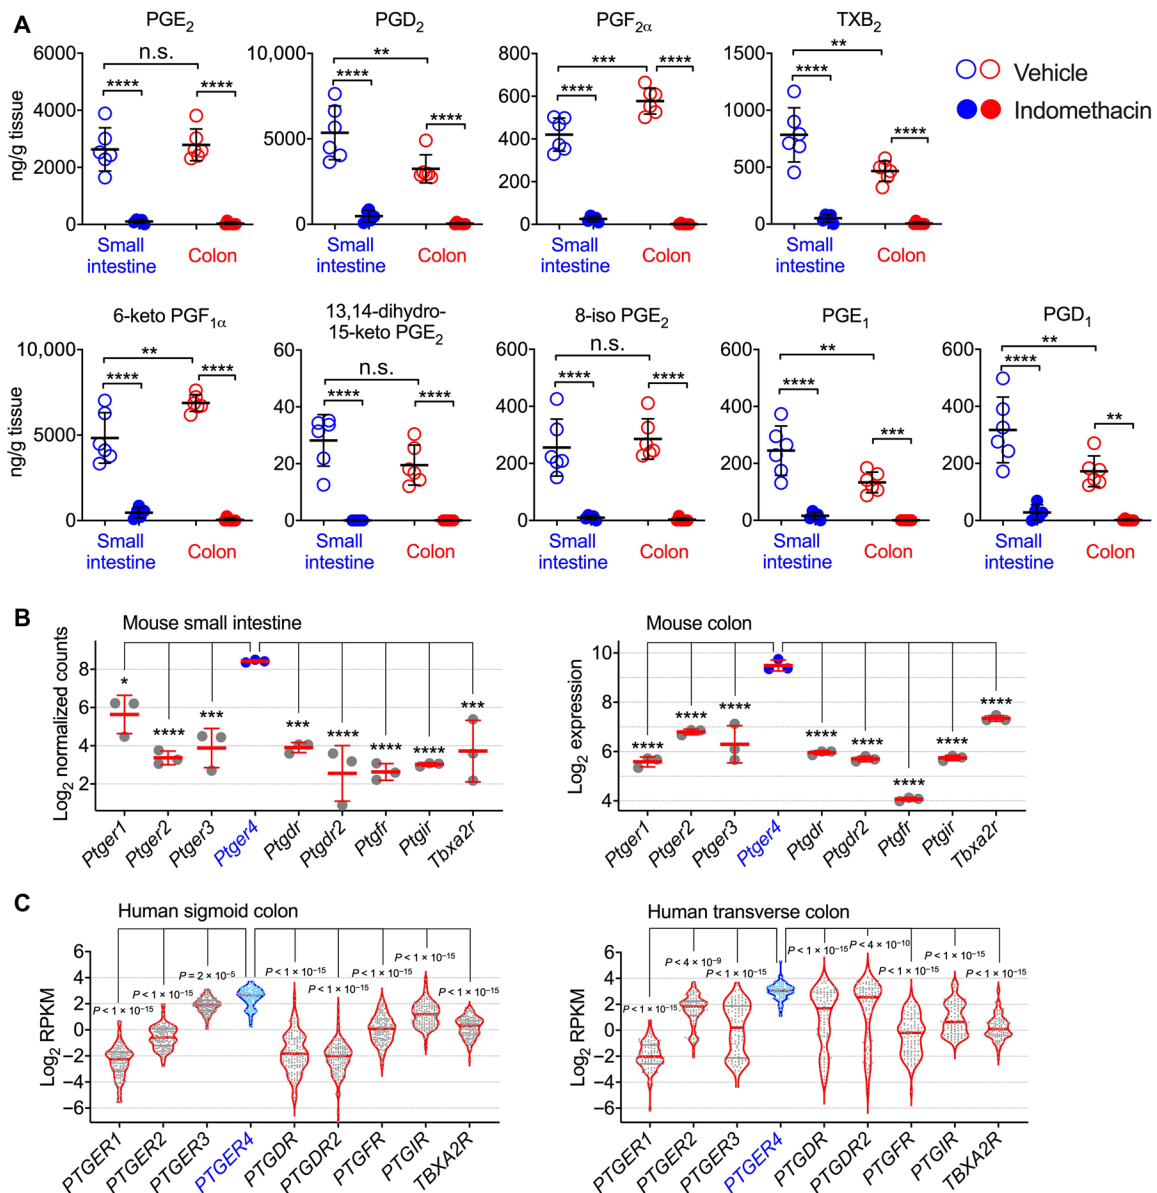 A
PGE2
PGD2
PGF2α
TXB2
ng/g tissue
6000
4000
2000
0
n.s.
****
****
Small intestine
Colon
10,000
5000
0
**
****
****
Small intestine
Colon
800
600
400
200
0
***
****
****
Small intestine
Colon
1500
1000
500
0
**
****
****
Small intestine
Colon
Vehicle
Indomethacin
6-keto PGF1α
13,14-dihydro-
15-keto PGE2
8-iso PGE2
PGE1
PGD1
ng/g tissue
10,000
5000
0
**
****
****
Small intestine
Colon
60
40
20
0
n.s.
****
****
Small intestine
Colon
600
400
200
0
n.s.
****
****
Small intestine
Colon
600
400
200
0
**
****
***
Small intestine
Colon
600
400
200
0
**
****
**
Small intestine
Colon
B
Mouse small intestine
Log2 normalized counts
8
6
4
2
*
****
***
***
****
****
****
***
Ptger1
Ptger2
Ptger3
Ptger4
Ptgdr
Ptgdr2
Ptgfr
Ptgir
Tbxa2r
Mouse colon
Log2 expression
10
8
6
4
****
****
****
****
****
****
****
****
Ptger1
Ptger2
Ptger3
Ptger4
Ptgdr
Ptgdr2
Ptgfr
Ptgir
Tbxa2r
C
Human sigmoid colon
Log2 RPKM
6
4
2
0
−2
−4
−6
P < 1 × 10−15
P < 1 × 10−15
P = 2 × 10−5
P < 1 × 10−15
P < 1 × 10−15
P < 1 × 10−15
P < 1 × 10−15
P < 1 × 10−15
PTGER1
PTGER2
PTGER3
PTGER4
PTGDR
PTGDR2
PTGFR
PTGIR
TBXA2R
Human transverse colon
Log2 RPKM
6
4
2
0
−2
−4
−6
P < 1 × 10−15
P < 4 × 10−9
P < 1 × 10−15
P < 1 × 10−15
P < 4 × 10−10
P < 1 × 10−15
P < 1 × 10−15
P < 1 × 10−15
PTGER1
PTGER2
PTGER3
PTGER4
PTGDR
PTGDR2
PTGFR
PTGIR
TBXA2R